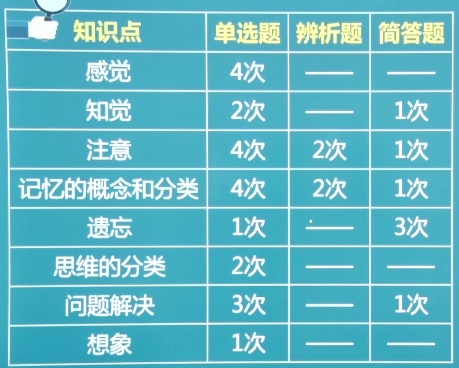 知识点 单选题 辨析题 简答题
感觉 4次 —— ——
知觉 2次 —— 1次
注意 4次 2次 1次
记忆的概念和分类 4次 2次 1次
遗忘 1次 —— 3次
思维的分类 2次 —— ——
问题解决 3次 —— 1次
想象 1次 —— ——